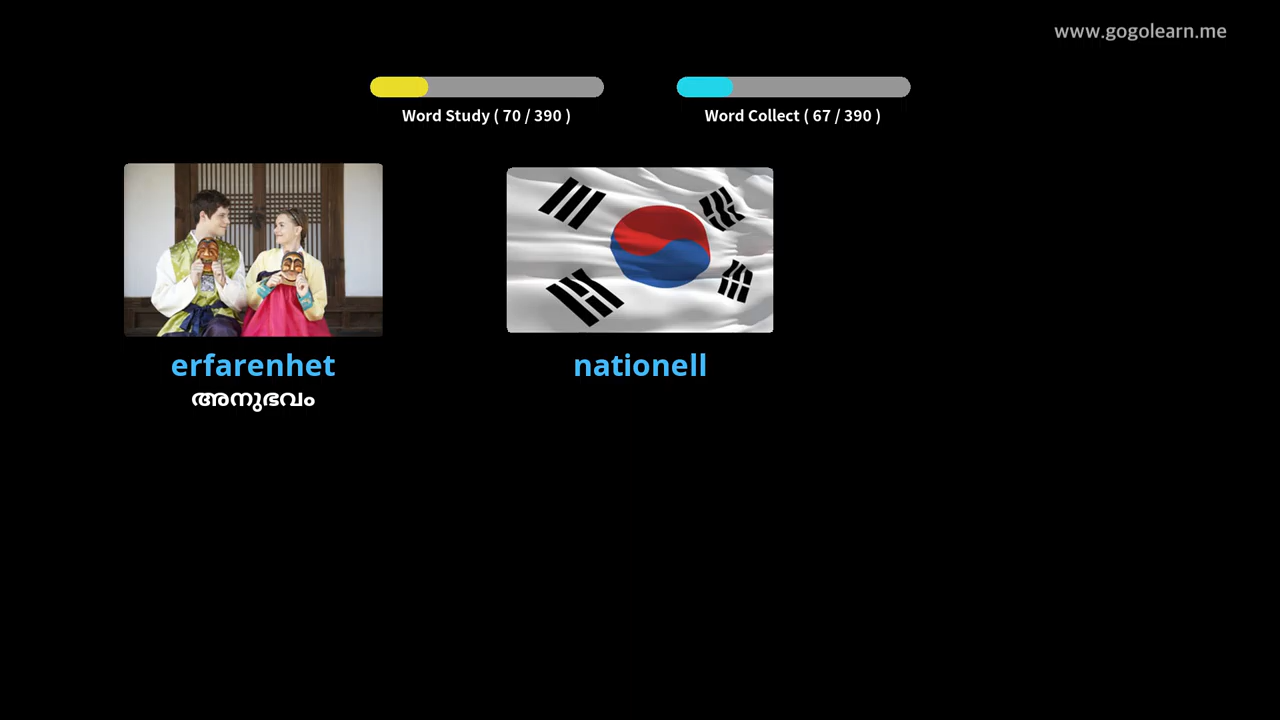 www.gogolearn.me
Word Study ( 70 / 390 )
Word Collect ( 67 / 390 )
erfarenhet
അനുഭവം
nationell